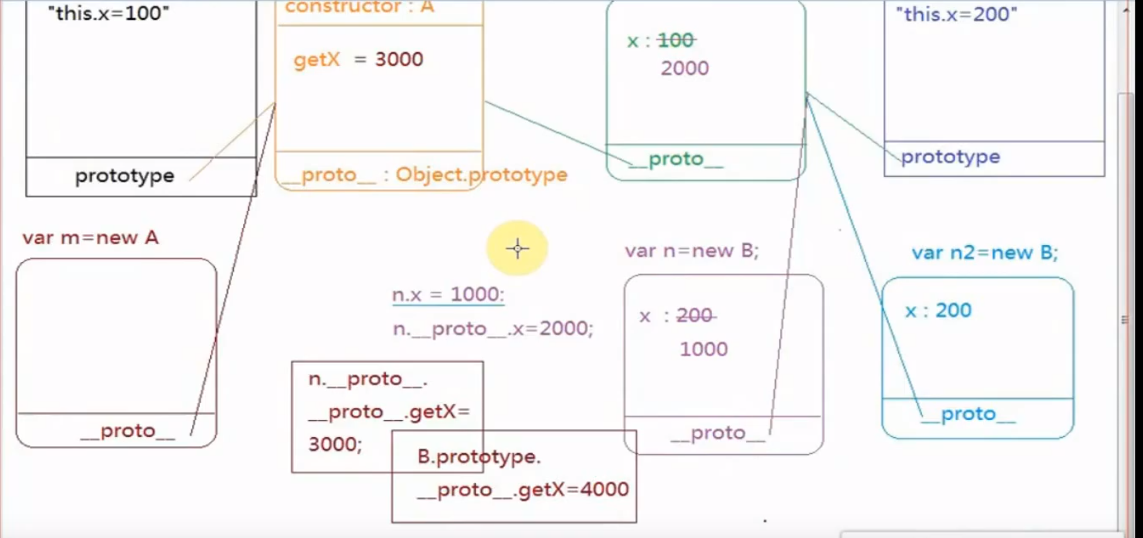 "this.x=100"
constructor : A
getX = 3000
x : 100
2000
"this.x=200"
prototype
__proto__ : Object.prototype
__proto__
prototype
var m=new A
__proto__
n.x = 1000;
n.__proto__.x=2000;
n.__proto__.
__proto__.getX=
3000;
B.prototype.
__proto__.getX=4000
var n=new B;
x : 200
1000
__proto__
var n2=new B;
x : 200
__proto__